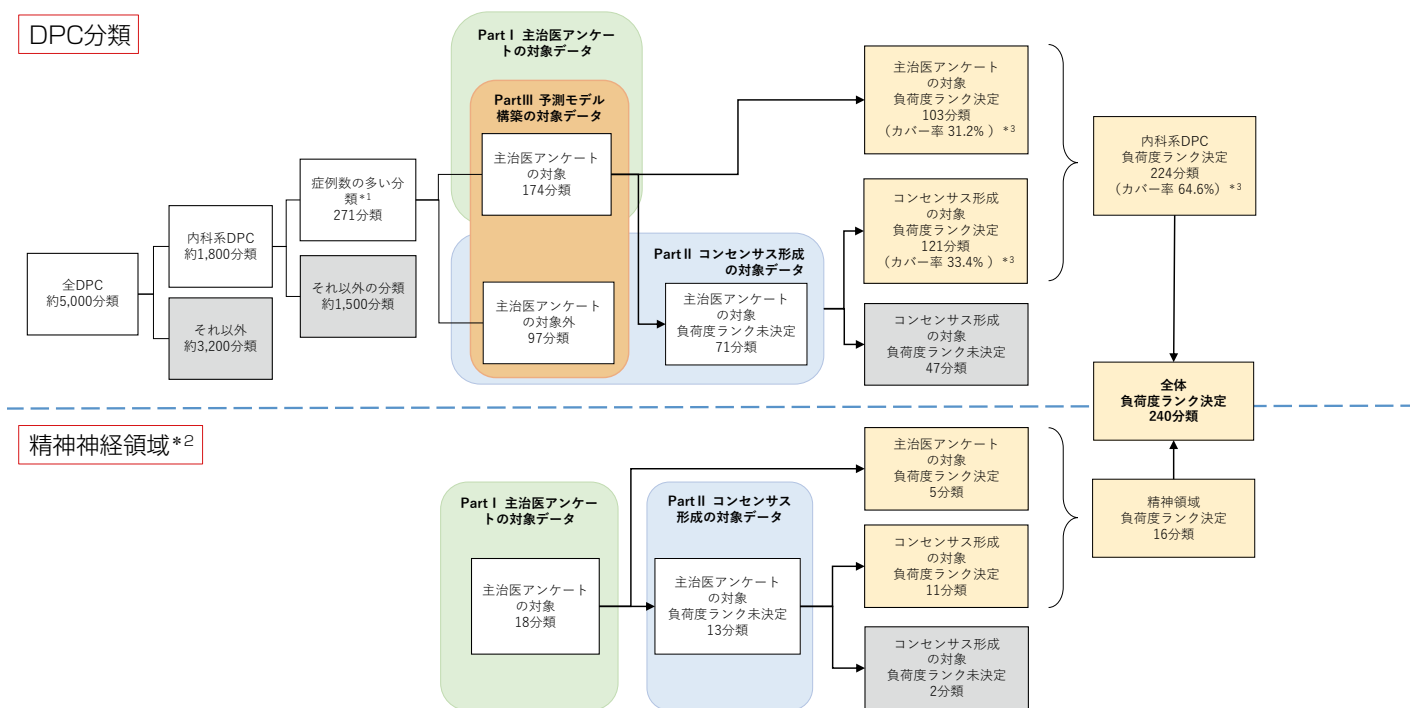 DPC分類
PartⅠ 主治医アンケー
トの対象データ
PartⅢ 予測モデル
構築の対象データ
主治医アンケート
の対象
174分類
症例数の多い分
類*1
271分類
内科系DPC
約1,800分類
全DPC
約5,000分類
それ以外
約3,200分類
それ以外の分類
約1,500分類
主治医アンケート
の対象外
97分類
PartⅡ コンセンサス形成
の対象データ
主治医アンケート
の対象
負荷度ランク未決定
71分類
主治医アンケート
の対象
負荷度ランク決定
103分類
（カバー率 31.2% ）*3
コンセンサス形成
の対象
負荷度ランク決定
121分類
（カバー率 33.4% ）*3
コンセンサス形成
の対象
負荷度ランク未決定
47分類
内科系DPC
負荷度ランク決定
224分類
（カバー率 64.6%）*3
全体
負荷度ランク決定
240分類
精神神経領域*2
PartⅠ 主治医アンケー
トの対象データ
主治医アンケート
の対象
18分類
PartⅡ コンセンサス
形成の対象データ
主治医アンケート
の対象
負荷度ランク未決定
13分類
主治医アンケート
の対象
負荷度ランク決定
5分類
コンセンサス形成
の対象
負荷度ランク決定
11分類
コンセンサス形成
の対象
負荷度ランク未決定
2分類
精神領域
負荷度ランク決定
16分類